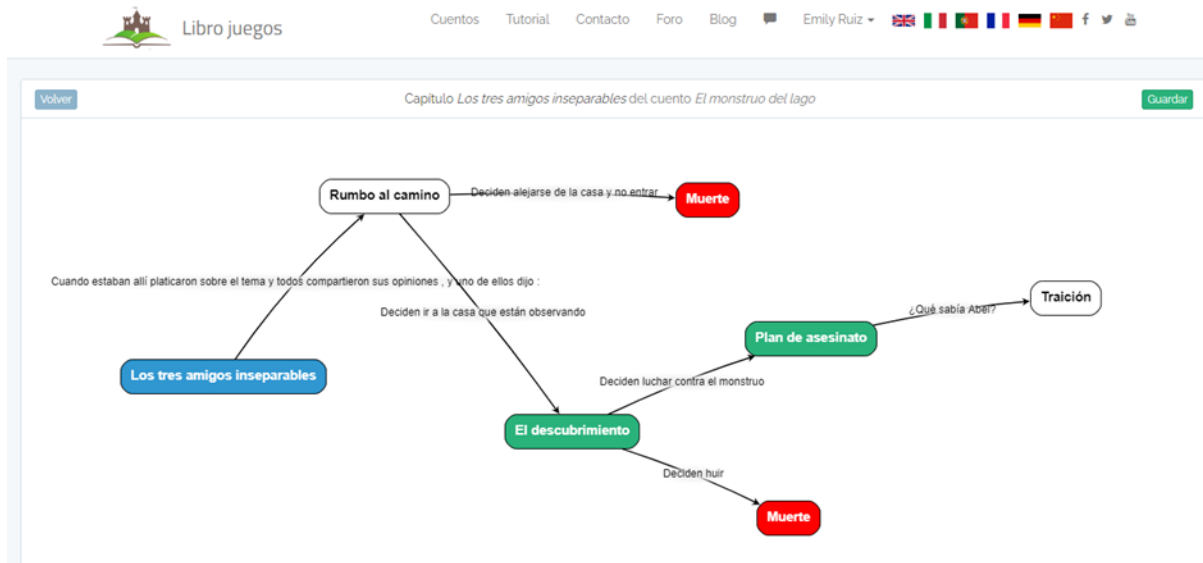 Libro juegos
Cuentos Tutorial Contacto Foro Blog Emily Ruiz
Volver
Capitulo Los tres amigos inseparables del cuento El monstruo del lago
Guardar
Rumbo al camino
Deciden alejarse de la casa y no entrar
Muerte
Cuando estaban allí platicaron sobre el tema y todos compartieron sus opiniones , y uno de ellos dijo :
Traición
¿Qué sabía Abel?
Deciden ir a la casa que están observando
Plan de asesinato
Los tres amigos inseparables
Deciden luchar contra el monstruo
El descubrimiento
Deciden huir
Muerte